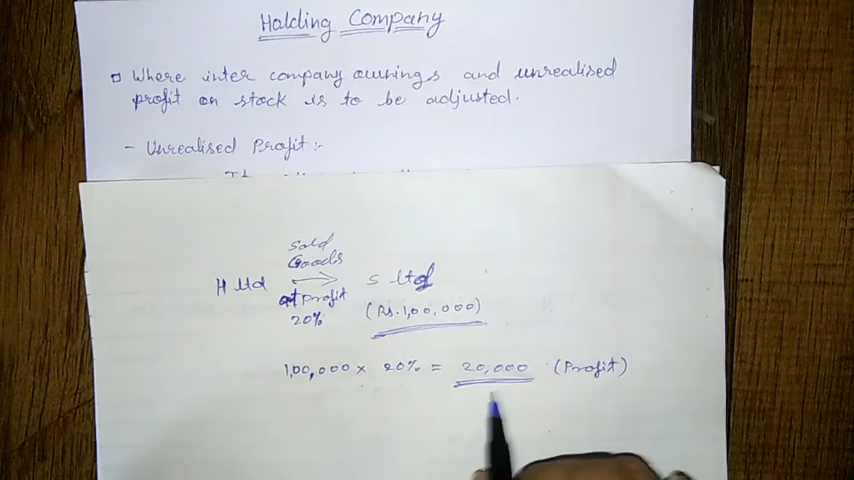 Holding Company
Where inter company ownings and unrealised
profit on stock is to be adjusted.
- Unrealised Profit:-
Sold
Goods
H Ltd → S Ltd
at Profit
20%
(Rs. 1,00,000)
1,00,000 × 20% = 20,000 (Profit)